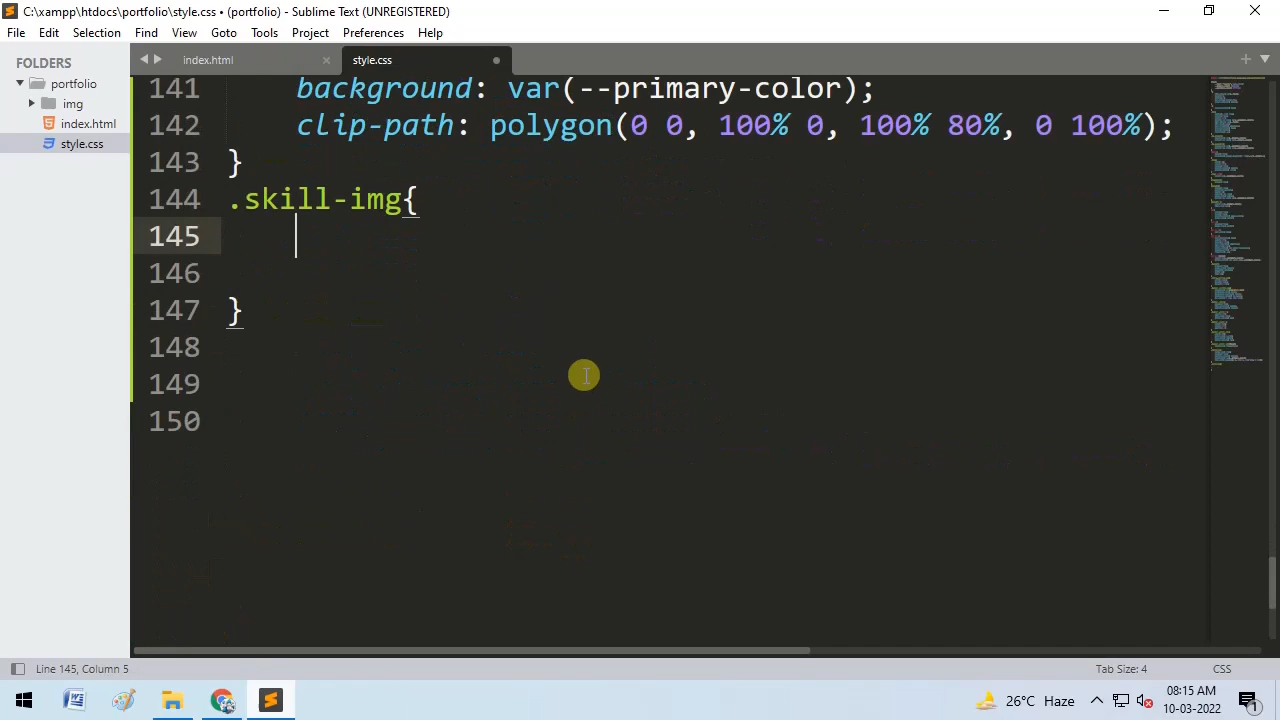 C:\xampp\htdocs\portfolio\style.css • (portfolio) - Sublime Text (UNREGISTERED)
File Edit Selection Find View Goto Tools Project Preferences Help
FOLDERS
portfolio
img
index.html
style.css
index.html
style.css
141 background: var(--primary-color);
142 clip-path: polygon(0 0, 100% 0, 100% 80%, 0 100%);
143 }
144 .skill-img{
145
146
147 }
148
149
150
Line 145, Column 5
Tab Size: 4
CSS
26°C Haze
08:15 AM
10-03-2022
1